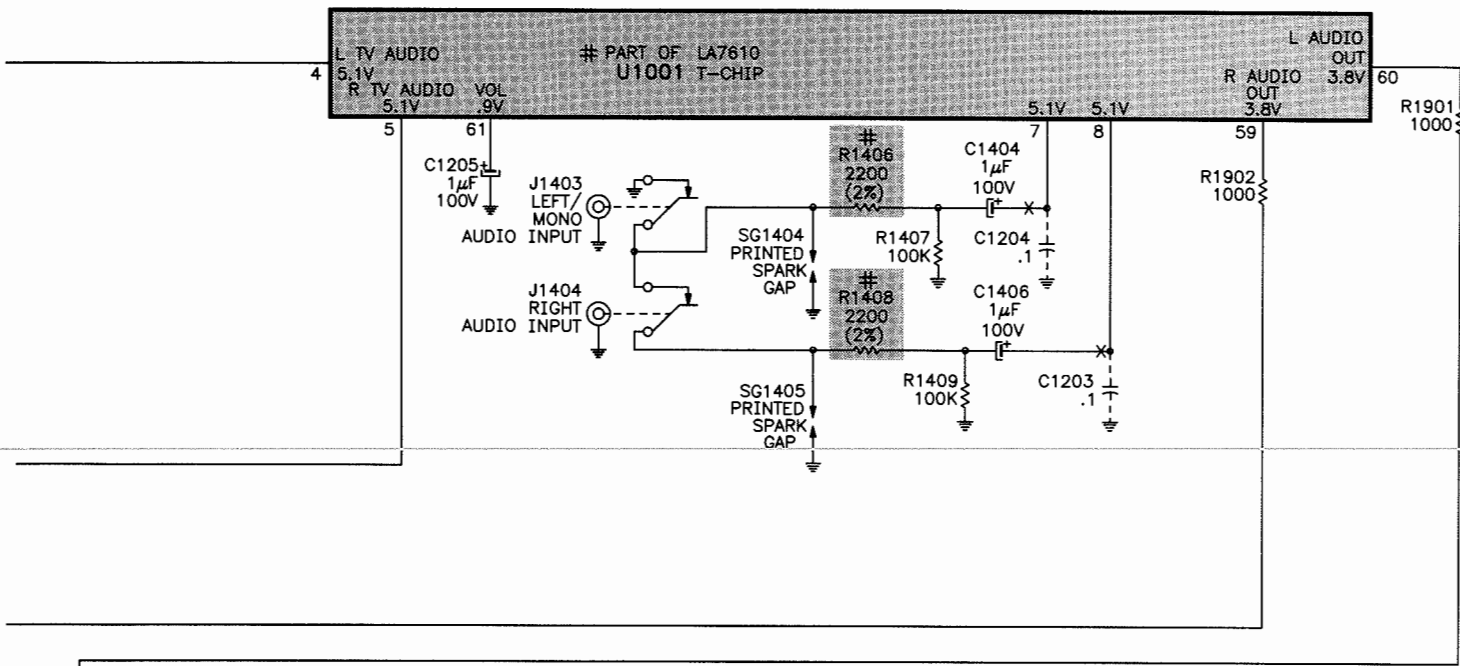 L TV AUDIO
4
5.1V
R TV AUDIO
5.1V
5
VOL
.9V
61
# PART OF LA7610
U1001 T-CHIP
5.1V
7
5.1V
8
R AUDIO
OUT
3.8V
59
L AUDIO
OUT
3.8V
60
R1901
1000
R1902
1000
C1205
+
1µF
100V
J1403
LEFT/
MONO
AUDIO INPUT
J1404
RIGHT
AUDIO INPUT
SG1404
PRINTED
SPARK
GAP
#
R1406
2200
(2%)
R1407
100K
C1404
1µF
100V
+
X
C1204
.1
#
R1408
2200
(2%)
C1406
1µF
100V
+
X
R1409
100K
C1203
.1
SG1405
PRINTED
SPARK
GAP